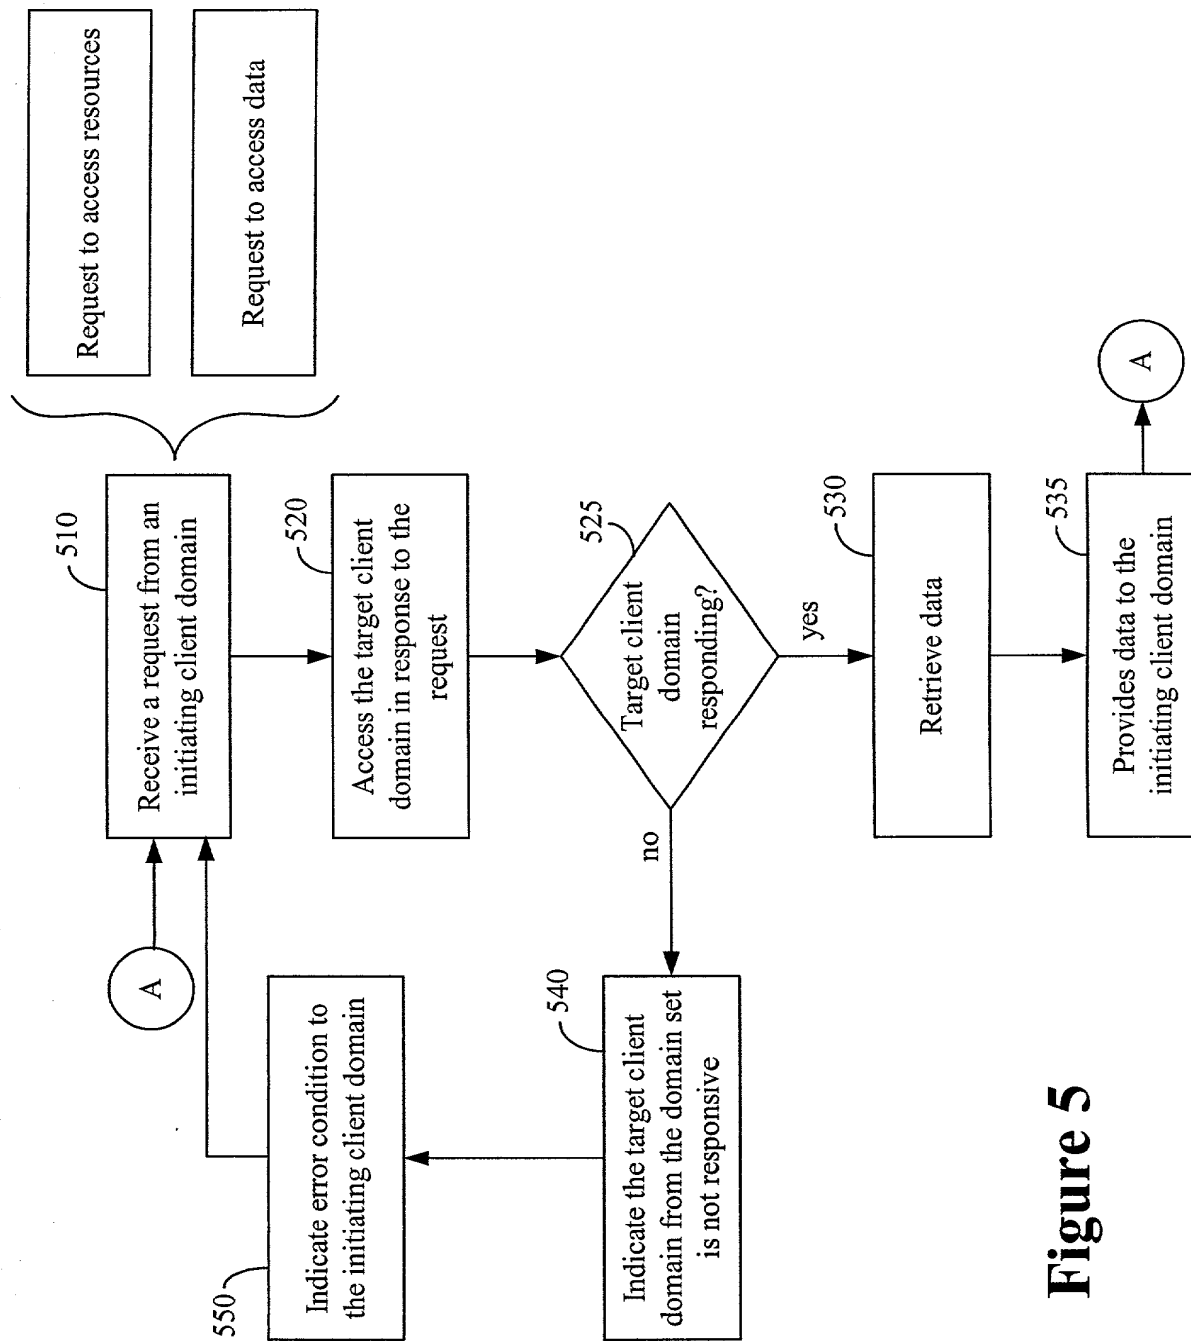 510
Receive a request from an
initiating client domain
Request to access resources
Request to access data
A
520
Access the target client
domain in response to the
request
525
Target client
domain
responding?
yes
no
530
Retrieve data
535
Provides data to the
initiating client domain
A
540
Indicate the target client
domain from the domain set
is not responsive
550
Indicate error condition to
the initiating client domain
Figure 5